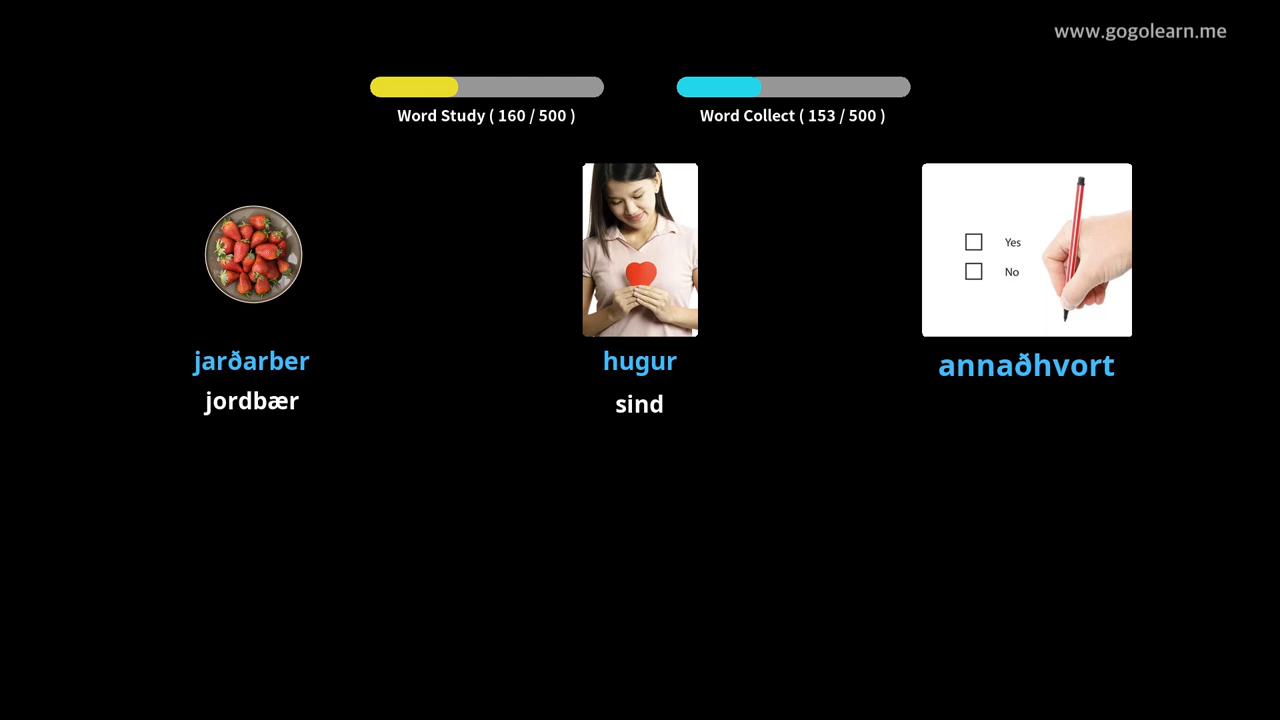 www.gogolearn.me
Word Study ( 160 / 500 )
Word Collect ( 153 / 500 )
Yes
No
jarðarber
jordbær
hugur
sind
annaðhvort